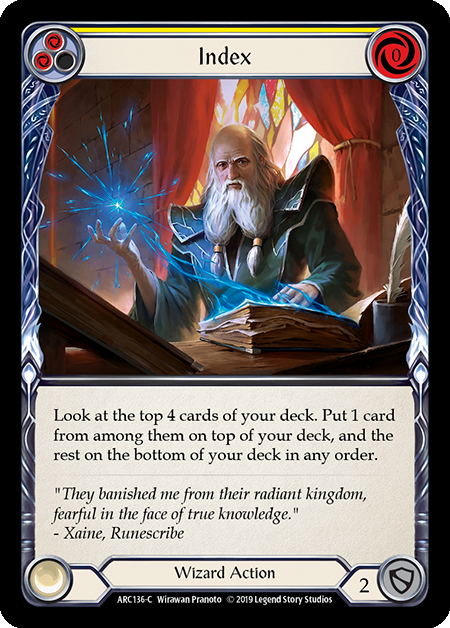 0
Index
Look at the top 4 cards of your deck. Put 1 card
from among them on top of your deck, and the
rest on the bottom of your deck in any order.
"They banished me from their radiant kingdom,
fearful in the face of true knowledge."
- Xaine, Runescribe
Wizard Action
2
ARC136-C Wirawan Pranoto © 2019 Legend Story Studios